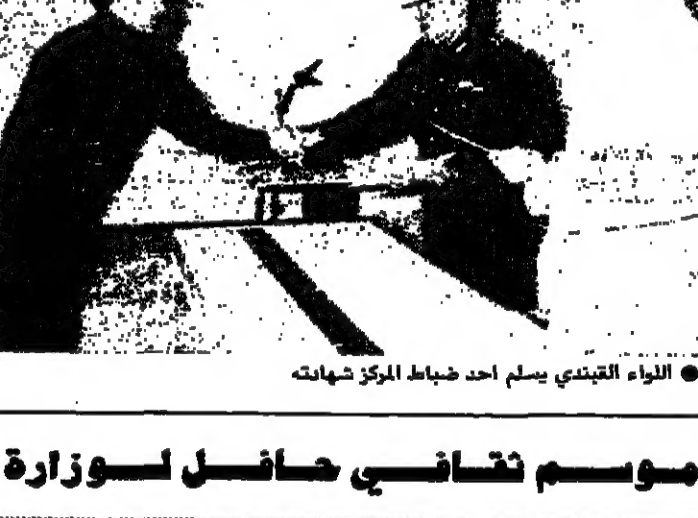 ● اللواء القبندي يسلم احد ضباط المركز شهادته
موسم ثقافي حافل لوزارة